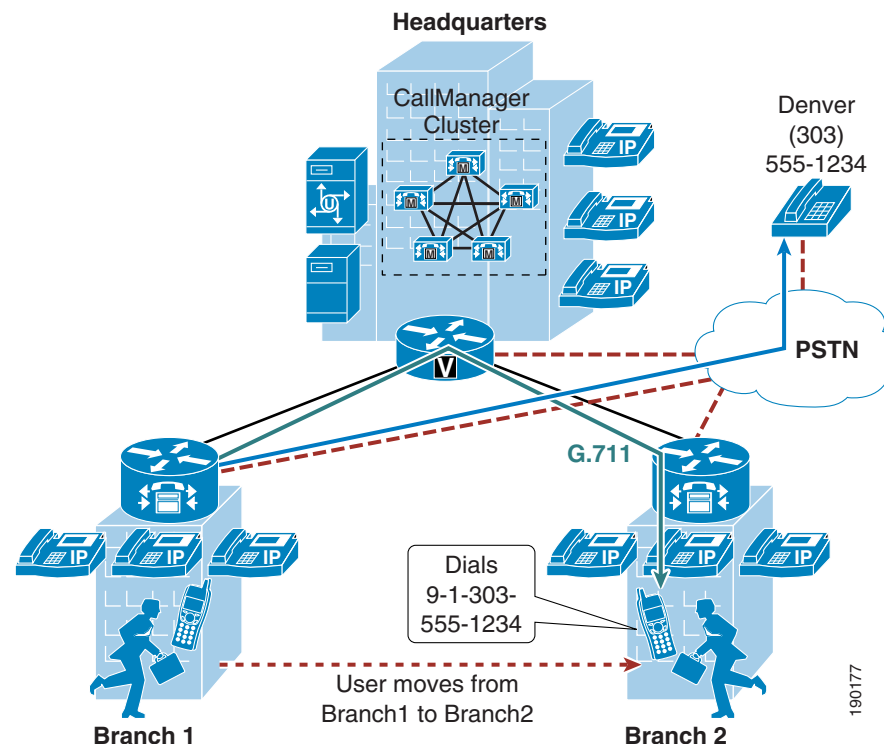 Headquarters
CallManager
Cluster
M
M
M
M
M
U
IP
IP
IP
Denver
(303)
555-1234
PSTN
V
G.711
IP
IP
IP
IP
IP
IP
Dials
9-1-303-
555-1234
User moves from
Branch1 to Branch2
Branch 1
Branch 2
190177